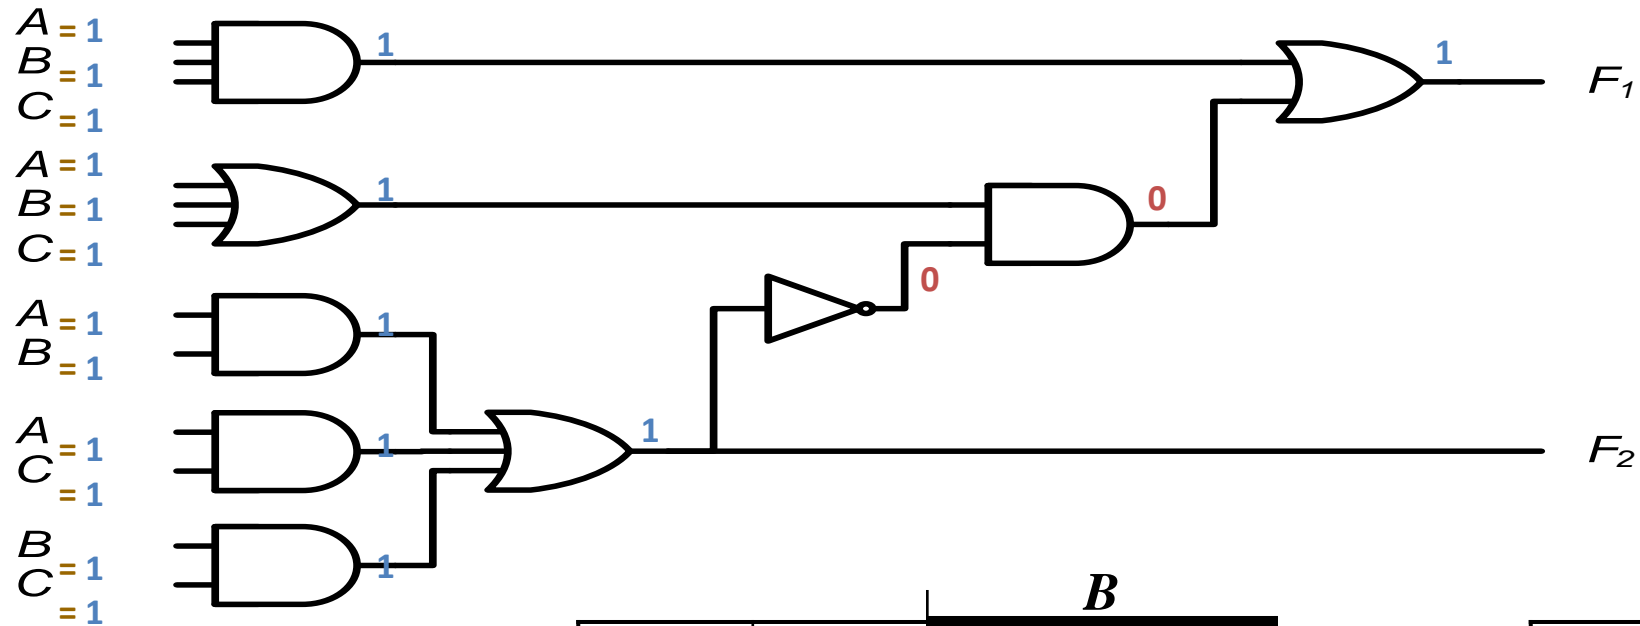 A = 1
B = 1
C = 1
1
1
F1
A = 1
B = 1
C = 1
1
0
0
A = 1
B = 1
1
A = 1
C = 1
1
1
F2
B = 1
C = 1
1
B